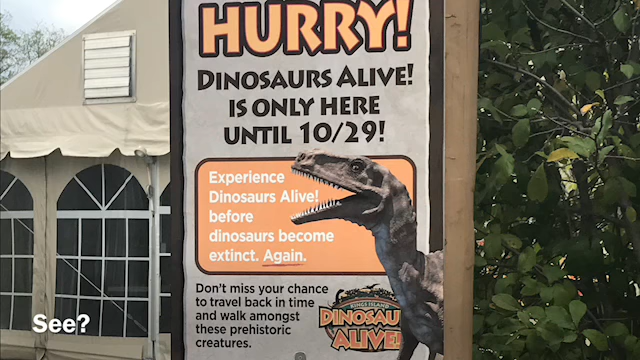 HURRY!
DINOSAURS ALIVE!
IS ONLY HERE
UNTIL 10/29!
Experience
Dinosaurs Alive!
before
dinosaurs become
extinct. Again.
Don't miss your chance
to travel back in time
and walk amongst
these prehistoric
creatures.
KINGS ISLAND
DINOSAU
ALIVE!
See?